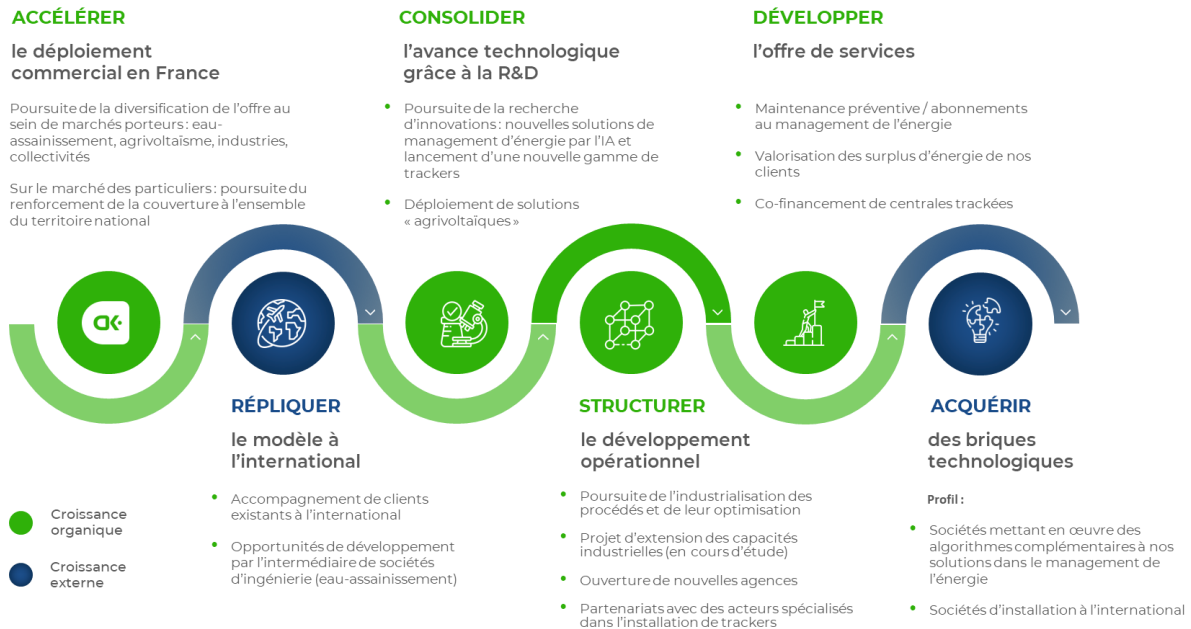 ACCÉLÉRER
le déploiement
commercial en France
Poursuite de la diversification de l'offre au
sein de marchés porteurs : eau-
assainissement, agrivoltaïsme, industries,
collectivités
Sur le marché des particuliers : poursuite du
renforcement de la couverture à l'ensemble
du territoire national
CONSOLIDER
l'avance technologique
grâce à la R&D
• Poursuite de la recherche
d'innovations : nouvelles solutions de
management d'énergie par l'IA et
lancement d'une nouvelle gamme de
trackers
• Déploiement de solutions
« agrivoltaïques »
DÉVELOPPER
l'offre de services
• Maintenance préventive / abonnements
au management de l'énergie
• Valorisation des surplus d'énergie de nos
clients
• Co-financement de centrales trackées
RÉPLIQUER
le modèle à
l'international
• Accompagnement de clients
existants à l'international
• Opportunités de développement
par l'intermédiaire de sociétés
d'ingénierie (eau-assainissement)
STRUCTURER
le développement
opérationnel
• Poursuite de l'industrialisation des
procédés et de leur optimisation
• Projet d'extension des capacités
industrielles (en cours d'étude)
• Ouverture de nouvelles agences
• Partenariats avec des acteurs spécialisés
dans l'installation de trackers
ACQUÉRIR
des briques
technologiques
Profil :
• Sociétés mettant en œuvre des
algorithmes complémentaires à nos
solutions dans le management de
l'énergie
• Sociétés d'installation à l'international
Croissance
organique
Croissance
externe